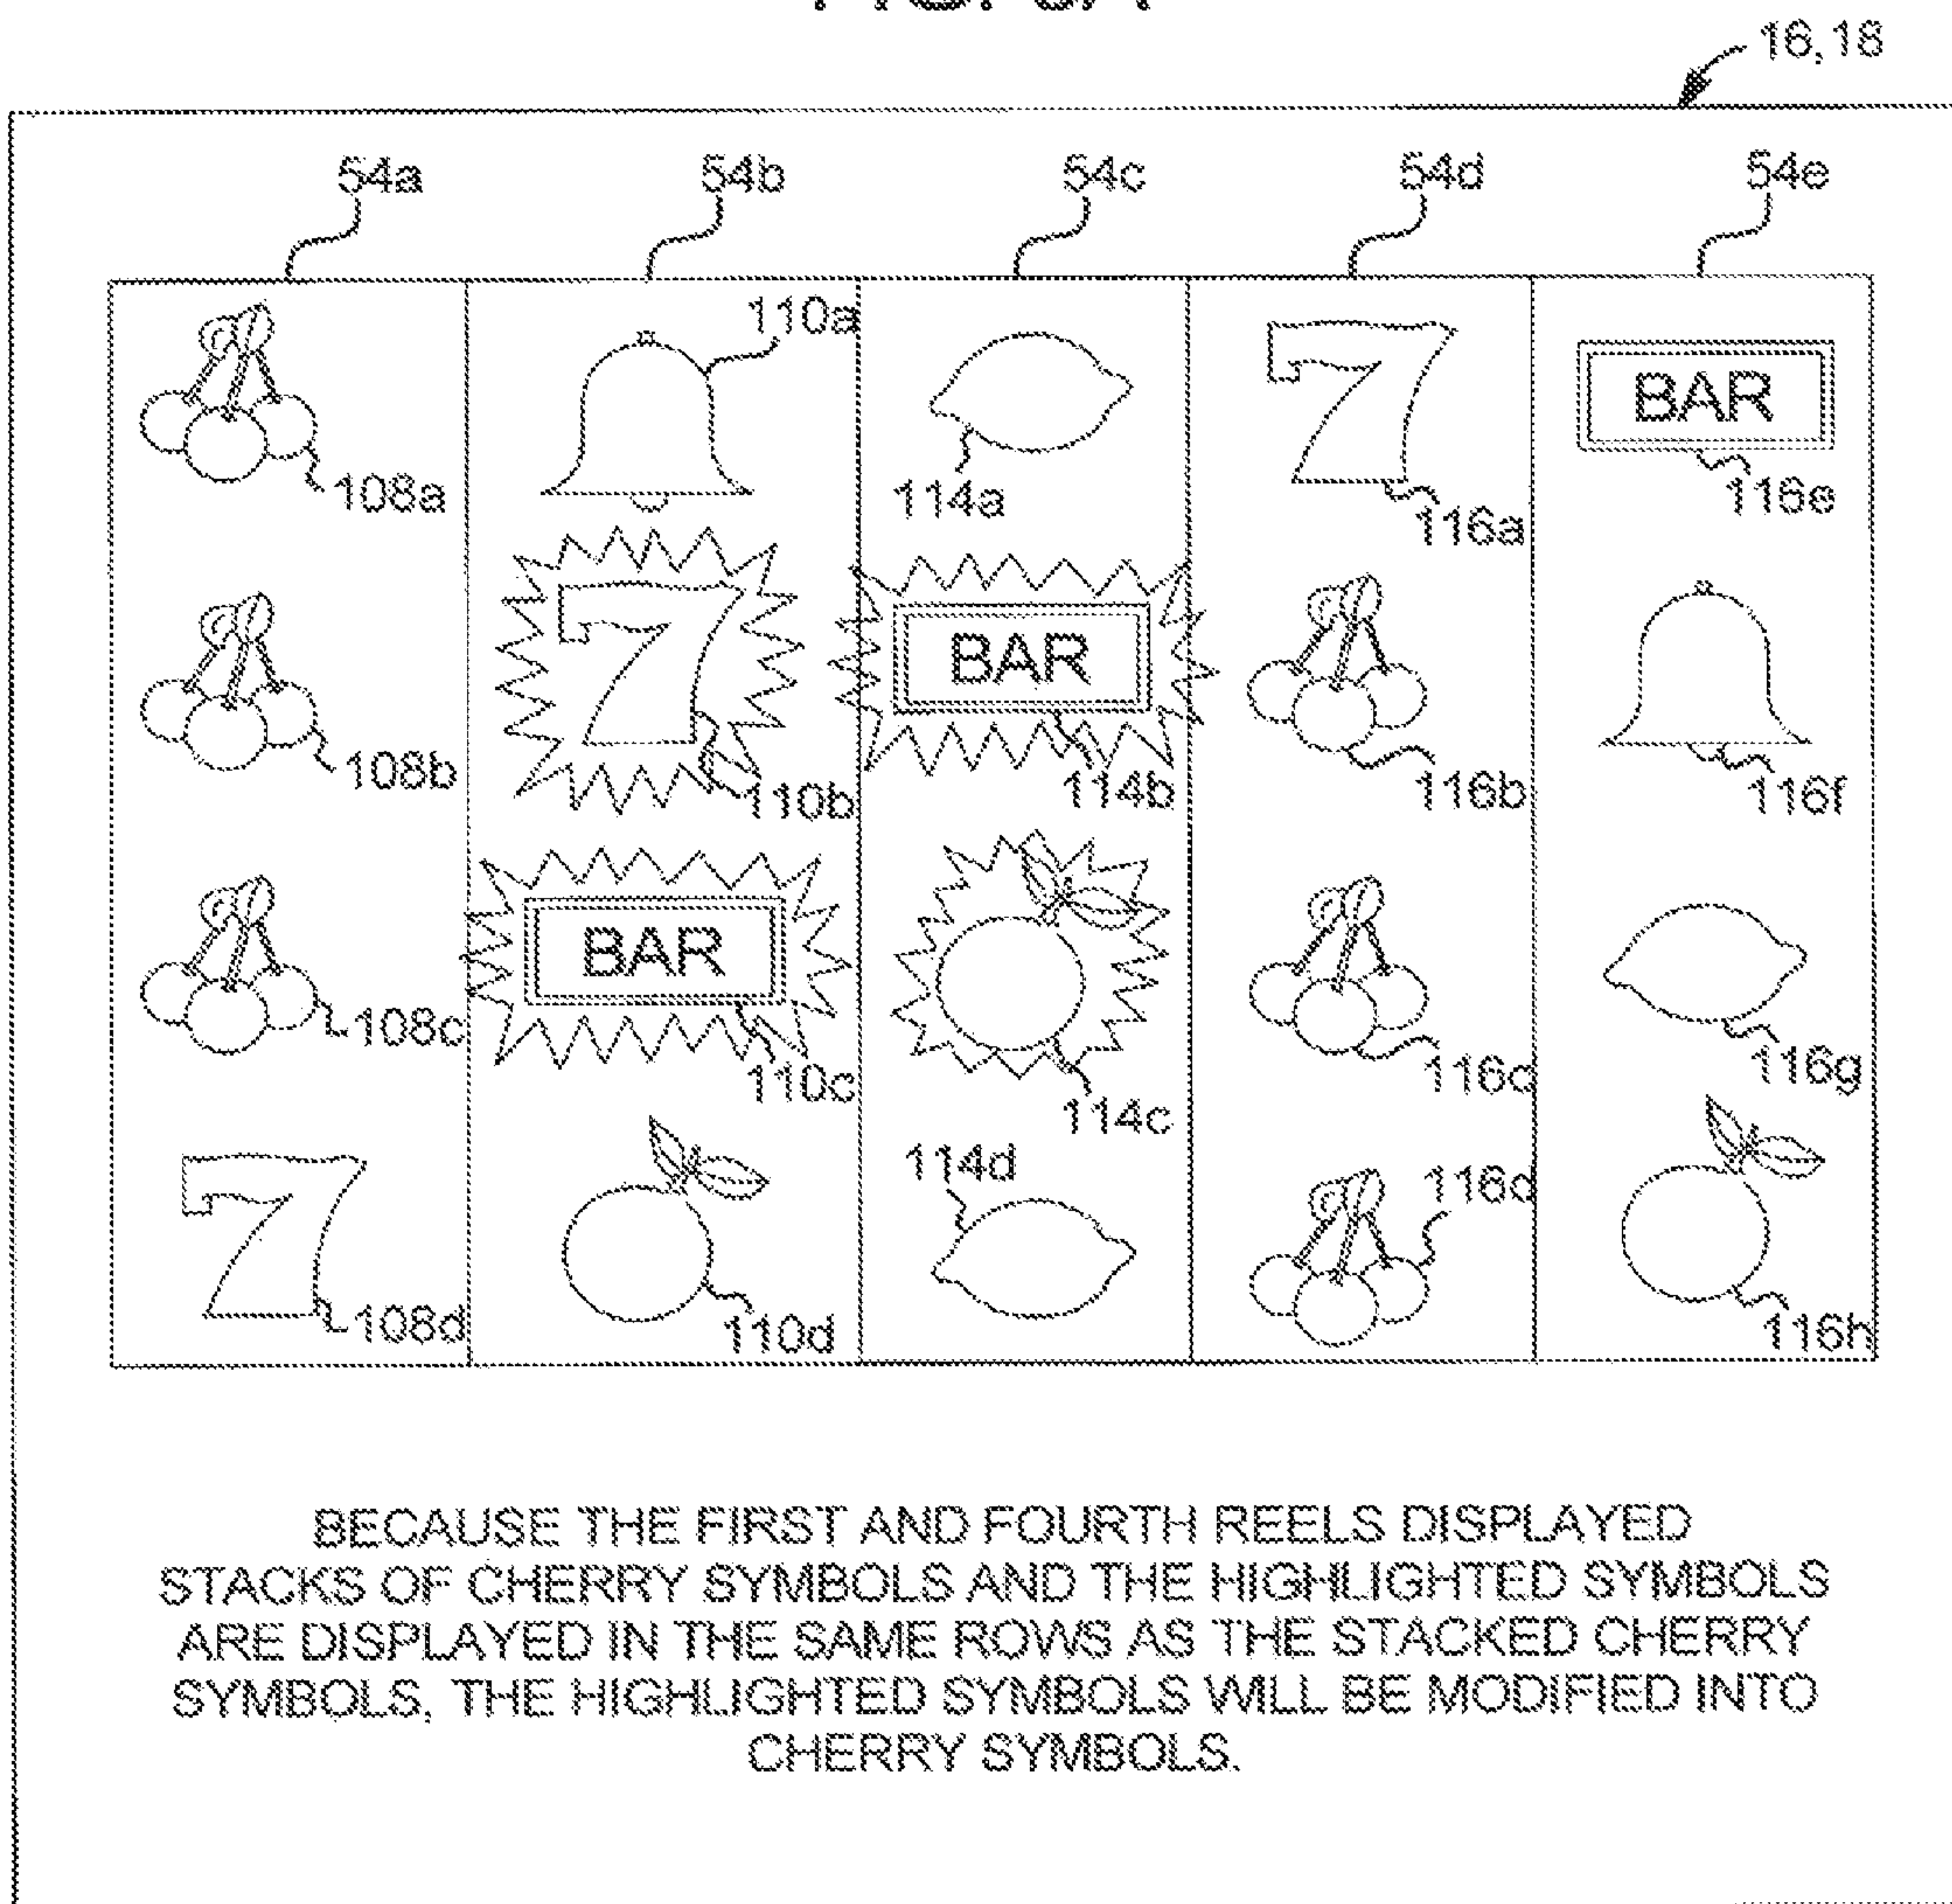 16,18
54a 54b 54c 54d 54e
110a
BAR
108a 114a 116a 116e
7 BAR
108b 110b 114b 116b 116f
BAR
108c 110c 114c 116c 116g
114d 116d
7
108d 110d 116h
BECAUSE THE FIRST AND FOURTH REELS DISPLAYED
STACKS OF CHERRY SYMBOLS AND THE HIGHLIGHTED SYMBOLS
ARE DISPLAYED IN THE SAME ROWS AS THE STACKED CHERRY
SYMBOLS, THE HIGHLIGHTED SYMBOLS WILL BE MODIFIED INTO
CHERRY SYMBOLS.